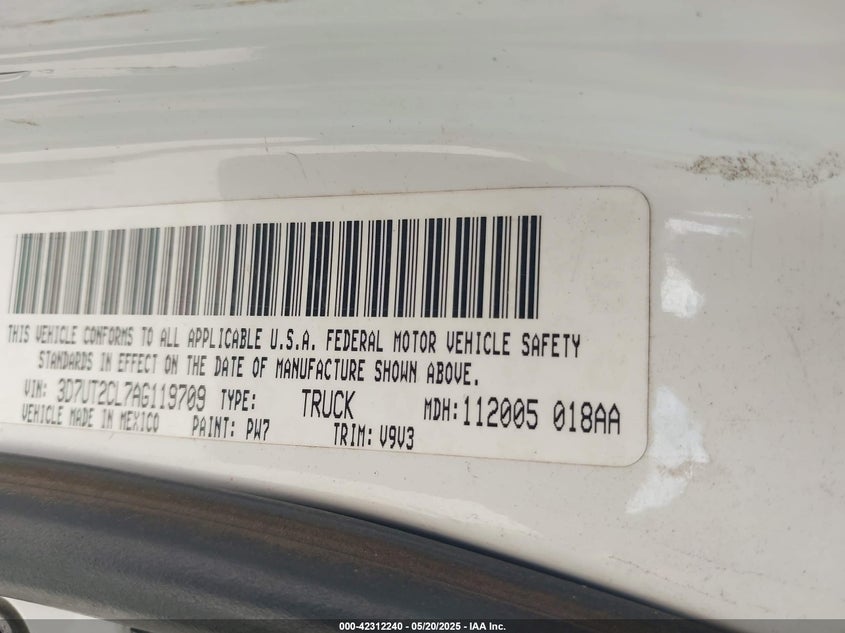 THIS VEHICLE CONFORMS TO ALL APPLICABLE U.S.A. FEDERAL MOTOR VEHICLE SAFETY
STANDARDS IN EFFECT ON THE DATE OF MANUFACTURE SHOWN ABOVE.
VIN: 3D7UT2CL7AG119709 TYPE: TRUCK MDH: 112005 018AA
VEHICLE MADE IN MEXICO PAINT: PW7 TRIM: V9V3
000-42312240 - 05/20/2025 - IAA Inc.